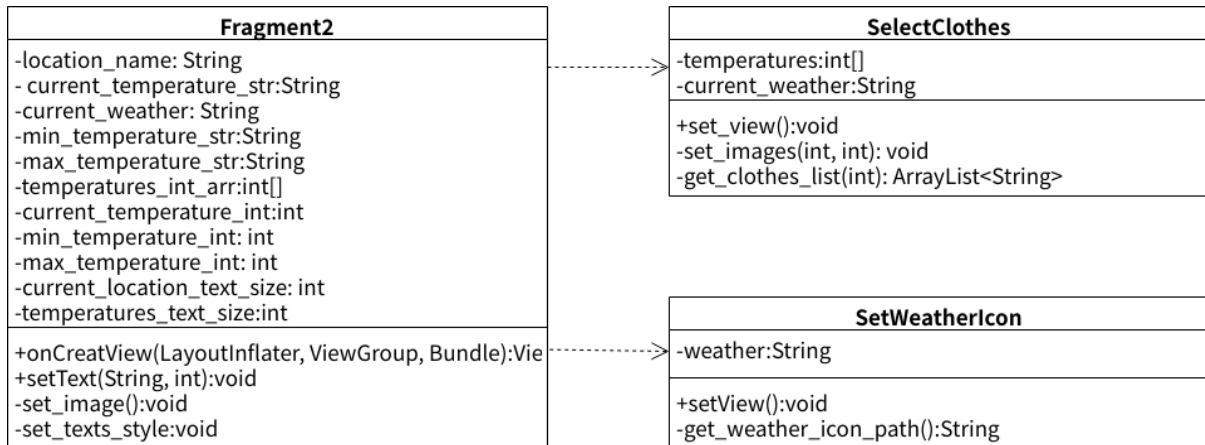 Fragment2
-location_name: String
- current_temperature_str:String
-current_weather: String
-min_temperature_str:String
-max_temperature_str:String
-temperatures_int_arr:int[]
-current_temperature_int:int
-min_temperature_int: int
-max_temperature_int: int
-current_location_text_size: int
-temperatures_text_size:int
+onCreatView(LayoutInflater, ViewGroup, Bundle):Vie
+setText(String, int):void
-set_image():void
-set_texts_style:void
SelectClothes
-temperatures:int[]
-current_weather:String
+set_view():void
-set_images(int, int): void
-get_clothes_list(int): ArrayList<String>
SetWeatherIcon
-weather:String
+setView():void
-get_weather_icon_path():String